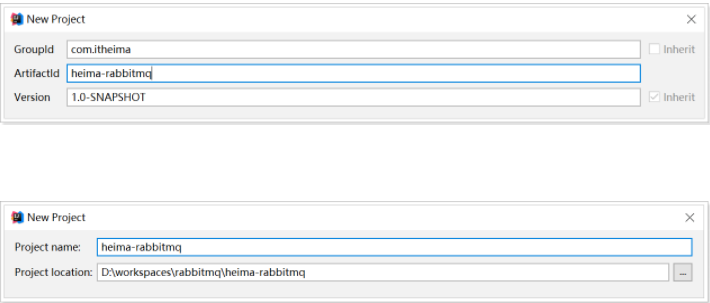 New Project
GroupId com.itheima Inherit
ArtifactId heima-rabbitmq
Version 1.0-SNAPSHOT Inherit
New Project
Project name: heima-rabbitmq
Project location: D:\workspaces\rabbitmq\heima-rabbitmq ...